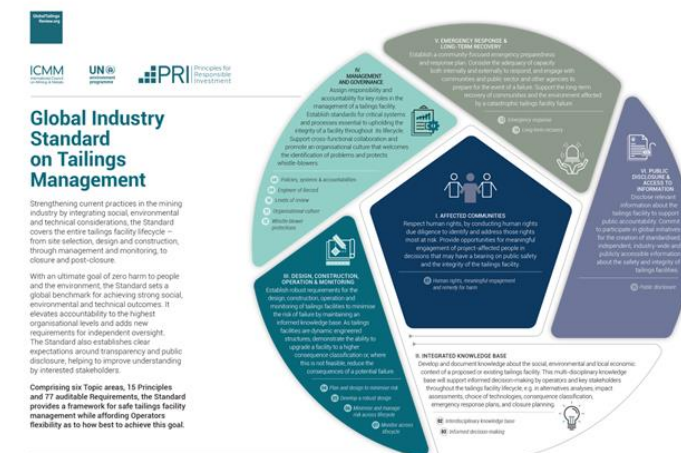 GlobalTailings
Review.org
ICMM
International Council
on Mining & Metals
UN
environment
programme
PRI
Principles for
Responsible
Investment
Global Industry
Standard
on Tailings
Management
Strengthening current practices in the mining
industry by integrating social, environmental
and technical considerations, the Standard
covers the entire tailings facility lifecycle –
from site selection, design and construction,
through management and monitoring, to
closure and post-closure.
With an ultimate goal of zero harm to people
and the environment, the Standard sets a
global benchmark for achieving strong social,
environmental and technical outcomes. It
elevates accountability to the highest
organisational levels and adds new
requirements for independent oversight.
The Standard also establishes clear
expectations around transparency and public
disclosure, helping to improve understanding
by interested stakeholders.
Comprising six Topic areas, 15 Principles
and 77 auditable Requirements, the Standard
provides a framework for safe tailings facility
management while affording Operators
flexibility as to how best to achieve this goal.
V. EMERGENCY RESPONSE &
LONG-TERM RECOVERY
Establish a community-focused emergency preparedness
and response plan. Consider the adequacy of capacity
both internally and externally to respond, and engage with
communities and public sector and other agencies to
prepare for the event of a failure. Support the long-term
recovery of communities and the environment affected
by a catastrophic tailings facility failure.
13 Emergency response
14 Long-term recovery
IV.
MANAGEMENT
AND GOVERNANCE
Assign responsibility and
accountability for key roles in the
management of a tailings facility.
Establish standards for critical systems
and processes essential to upholding the
integrity of a facility throughout its lifecycle.
Support cross-functional collaboration and
promote an organisational culture that welcomes
the identification of problems and protects
whistle-blowers.
08 Policies, systems & accountabilities
09 Engineer of Record
10 Levels of review
11 Organisational culture
12 Whistle-blower
protections
VI. PUBLIC
DISCLOSURE &
ACCESS TO
INFORMATION
Disclose relevant
information about the
tailings facility to support
public accountability. Commit
to participate in global initiatives
for the creation of standardised,
independent, industry-wide and
publicly accessible information
about the safety and integrity of
tailings facilities.
15 Public disclosure
I. AFFECTED COMMUNITIES
Respect human rights, by conducting human rights
due diligence to identify and address those rights
most at risk. Provide opportunities for meaningful
engagement of project-affected people in
decisions that may have a bearing on public safety
and the integrity of the tailings facility.
01 Human rights, meaningful engagement
and remedy for harm
III. DESIGN, CONSTRUCTION,
OPERATION & MONITORING
Establish robust requirements for the
design, construction, operation and
monitoring of tailings facilities to minimise
the risk of failure by maintaining an
informed knowledge base. As tailings
facilities are dynamic engineered
structures, demonstrate the ability to
upgrade a facility to a higher
consequence classification or, where
this is not feasible, reduce the
consequences of a potential failure.
04 Plan and design to minimise risk
05 Develop a robust design
06 Minimise and manage
risk across lifecycle
07 Monitor across
lifecycle
II. INTEGRATED KNOWLEDGE BASE
Develop and document knowledge about the social, environmental and local economic
context of a proposed or existing tailings facility. This multi-disciplinary knowledge
base will support informed decision-making by operators and key stakeholders
throughout the tailings facility lifecycle, e.g. in alternatives analyses, impact
assessments, choice of technologies, consequence classification,
emergency response plans, and closure planning.
02 Interdisciplinary knowledge base
03 Informed decision-making